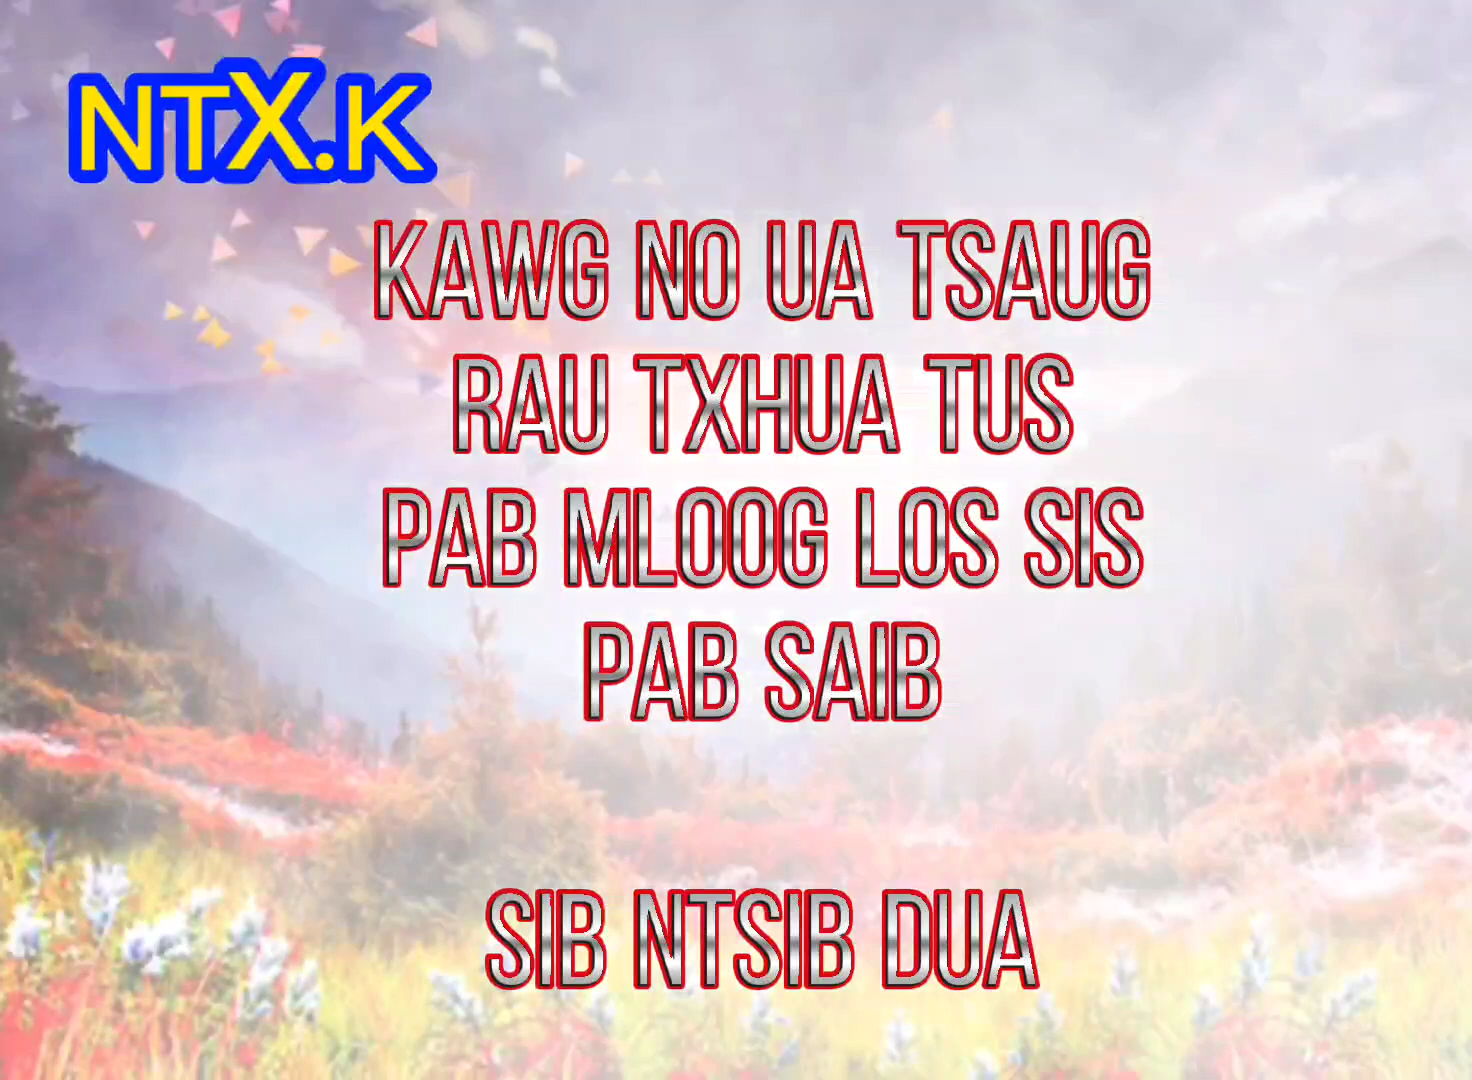 NTX.K
KAWG NO UA TSAUG
RAU TXHUA TUS
PAB MLOOG LOS SIS
PAB SAIB
SIB NTSIB DUA